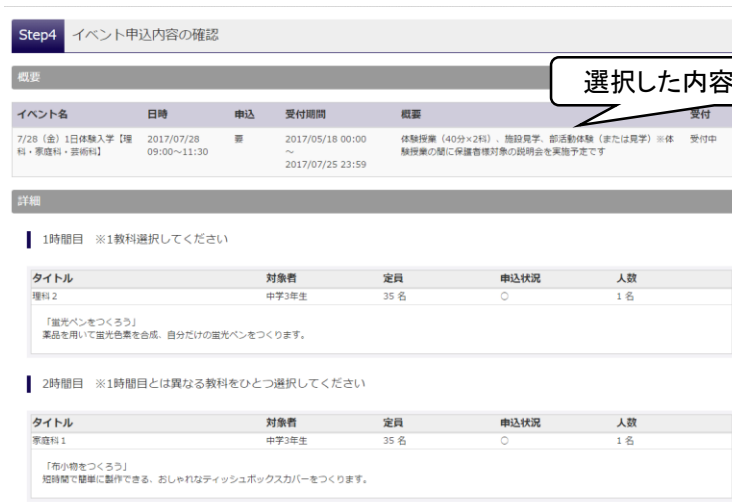 Step4 イベント申込内容の確認
概要
選択した内容
イベント名 日時 申込 受付期間 概要 受付
7/28（金）1日体験入学【理 2017/07/28 要 2017/05/18 00:00 体験授業（40分×2科）、施設見学、部活動体験（または見学）※体 受付中
科・家庭科・芸術科】 09:00～11:30 ～ 験授業の間に保護者様対象の説明会を実施予定です
2017/07/25 23:59
詳細
1時間目 ※1教科選択してください
タイトル 対象者 定員 申込状況 人数
理科２ 中学3年生 35 名 ○ 1 名
「蛍光ペンをつくろう」
薬品を用いて蛍光色素を合成、自分だけの蛍光ペンをつくります。
2時間目 ※1時間目とは異なる教科をひとつ選択してください
タイトル 対象者 定員 申込状況 人数
家庭科１ 中学3年生 35 名 ○ 1 名
「布小物をつくろう」
短時間で簡単に製作できる、おしゃれなティッシュボックスカバーをつくります。